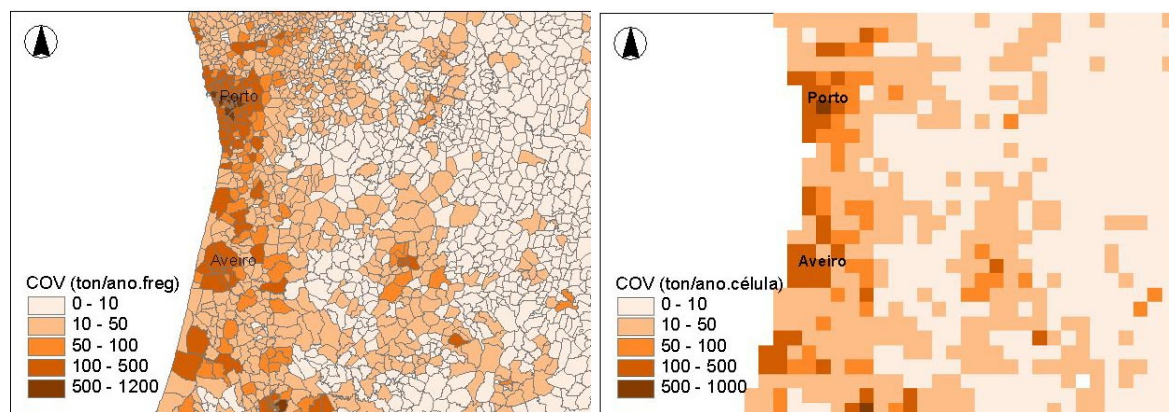 Porto
Aveiro
COV (ton/ano.freg)
0 - 10
10 - 50
50 - 100
100 - 500
500 - 1200
Porto
Aveiro
COV (ton/ano.célula)
0 - 10
10 - 50
50 - 100
100 - 500
500 - 1000